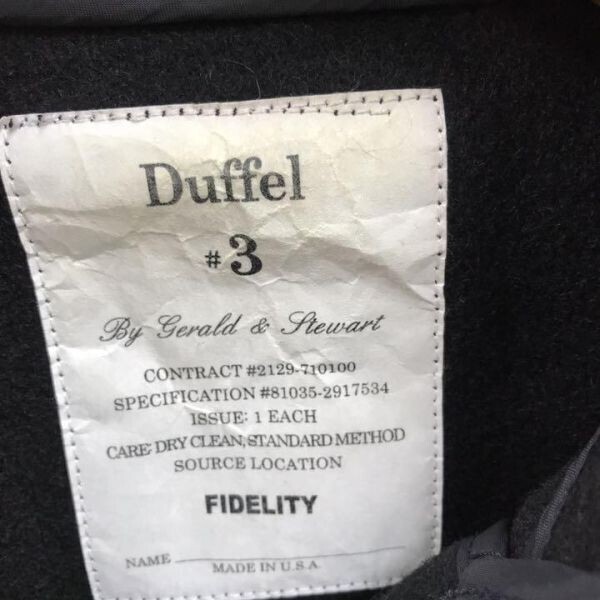 Duffel
#3
By Gerald & Stewart
CONTRACT #2129-710100
SPECIFICATION #81035-2917534
ISSUE: 1 EACH
CARE: DRY CLEAN, STANDARD METHOD
SOURCE LOCATION
FIDELITY
NAME
MADE IN U.S.A.